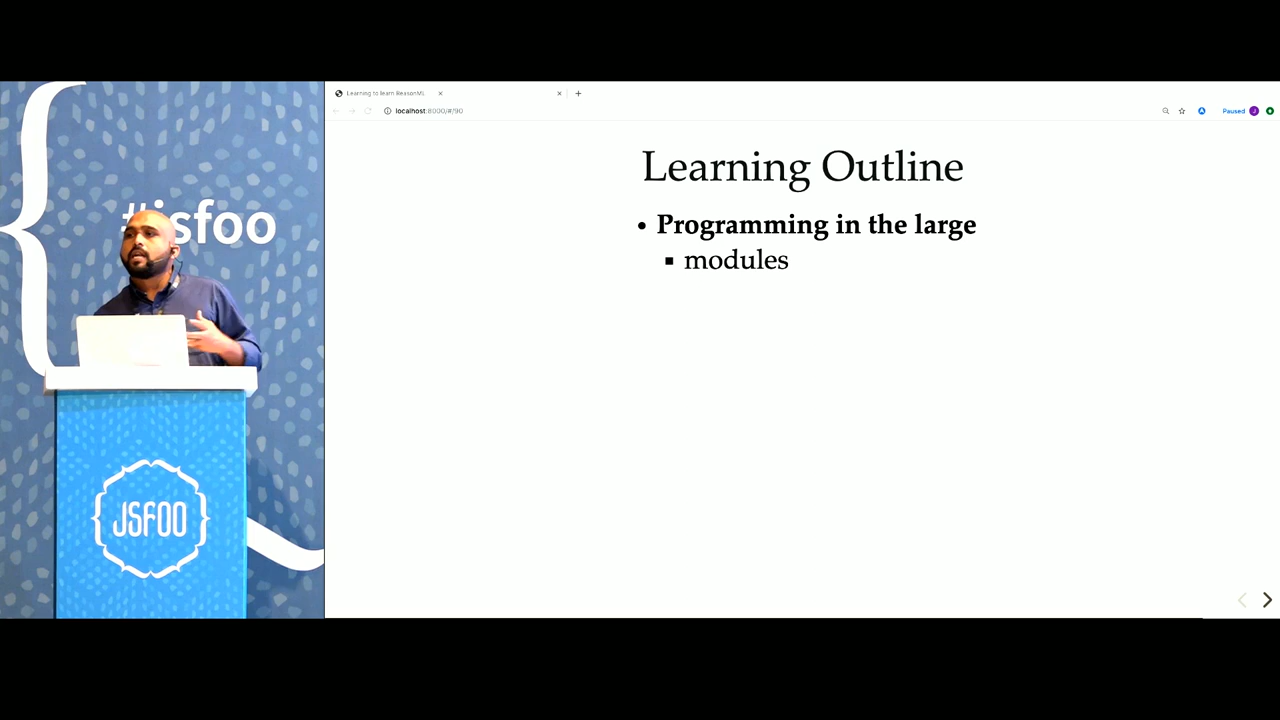 #jsfoo
JSFOO
Learning to learn ReasonML
localhost:8000/#/90
Paused
J
Learning Outline
• Programming in the large
▪ modules